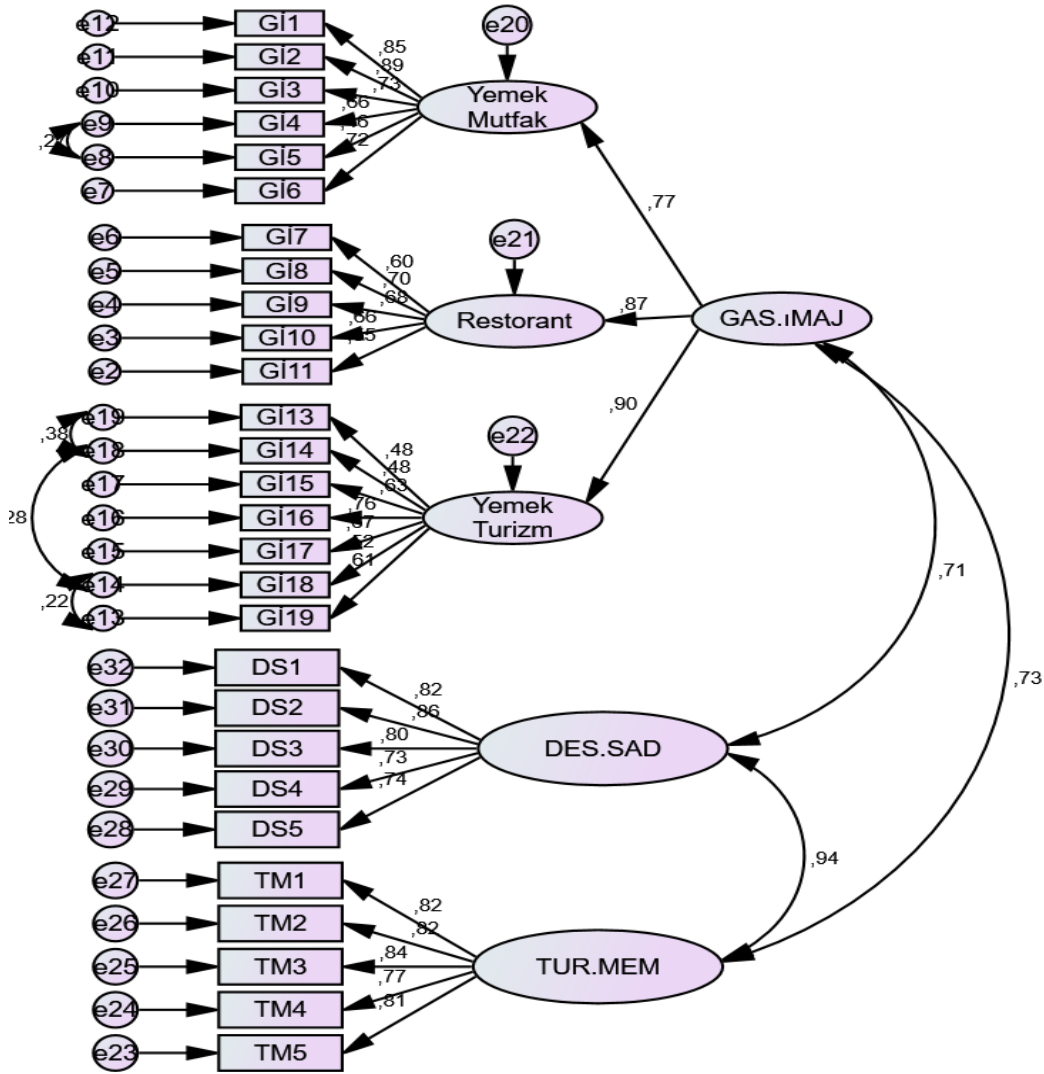 e12
Gİ1
e11
Gİ2
e10
Gİ3
e9
Gİ4
e8
Gİ5
e7
Gİ6
,85
,89
,73
,66
,72
e20
Yemek
Mutfak
,77
e6
Gİ7
e5
Gİ8
e4
Gİ9
e3
Gİ10
e2
Gİ11
,60
,70
,68
,66
e21
Restorant
,87
GAS.ıMAJ
e19
Gİ13
e18
Gİ14
e17
Gİ15
e16
Gİ16
e15
Gİ17
e14
Gİ18
e13
Gİ19
,38
28
,22
,48
,48
,63
,76
,52
,61
e22
Yemek
Turizm
,90
,71
,73
e32
DS1
e31
DS2
e30
DS3
e29
DS4
e28
DS5
,82
,86
,80
,73
,74
DES.SAD
,94
e27
TM1
e26
TM2
e25
TM3
e24
TM4
e23
TM5
,82
,82
,84
,77
,81
TUR.MEM